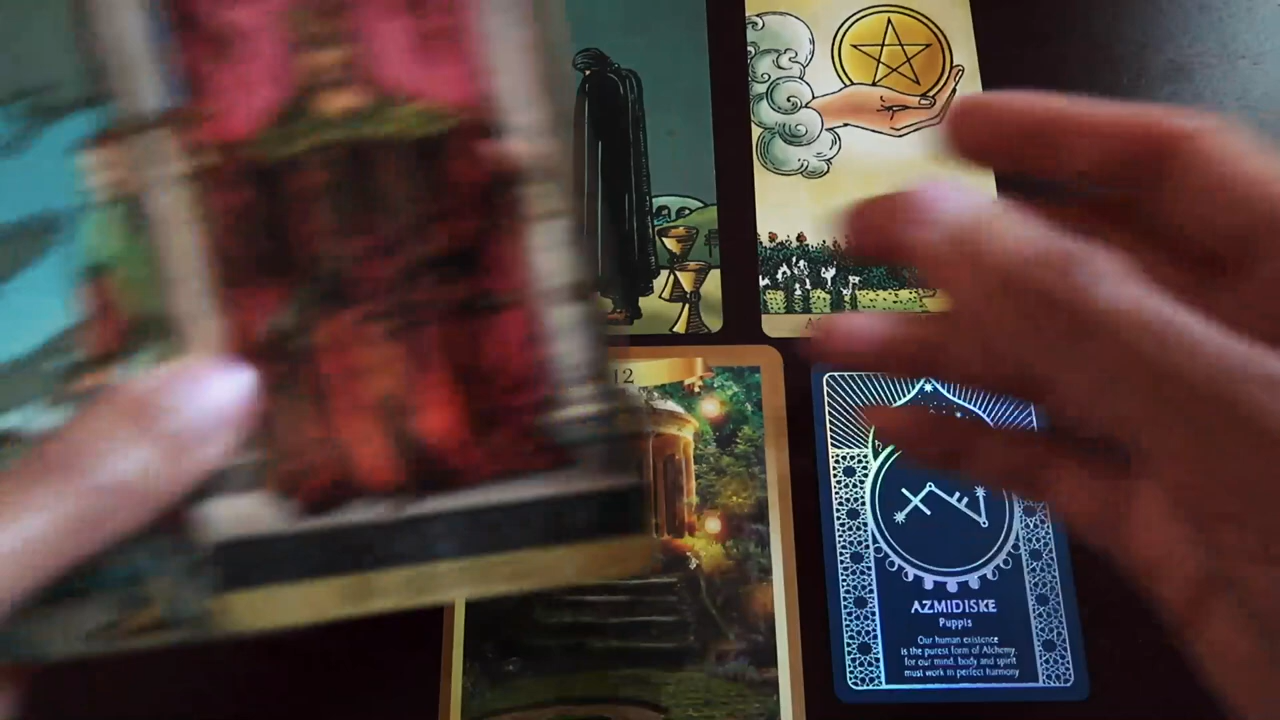 12
AZMIDISKE
Puppis
Our human existence
is the purest form of Alchemy,
for our mind, body and spirit
must work in perfect harmony